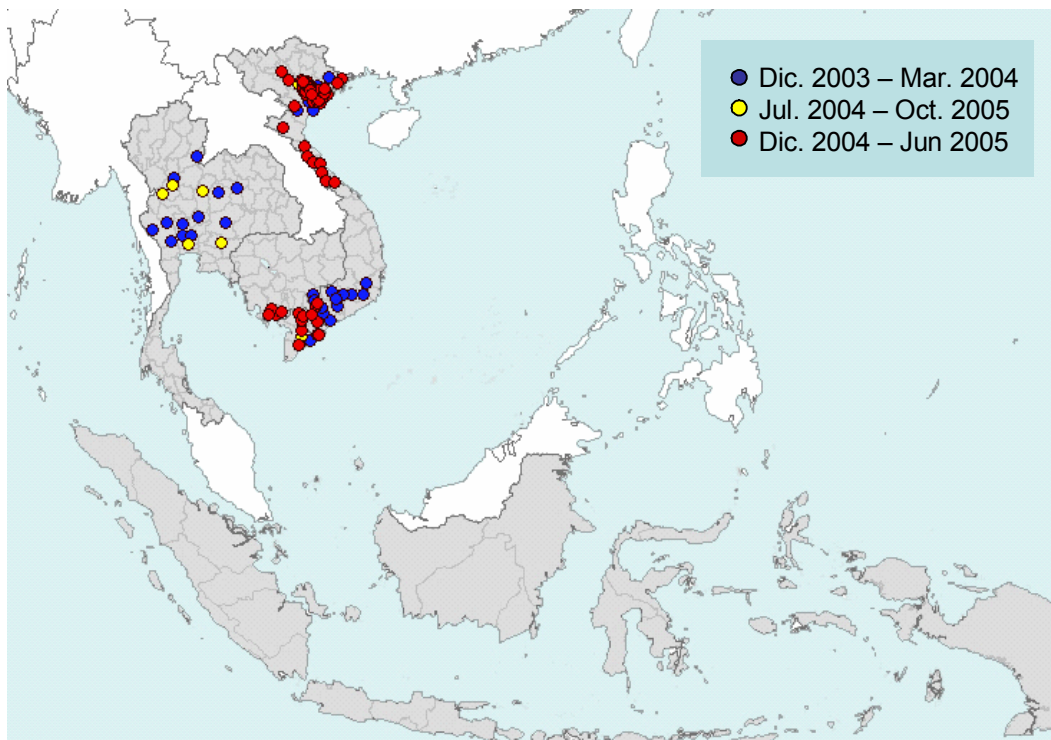 Dic. 2003 – Mar. 2004
Jul. 2004 – Oct. 2005
Dic. 2004 – Jun 2005